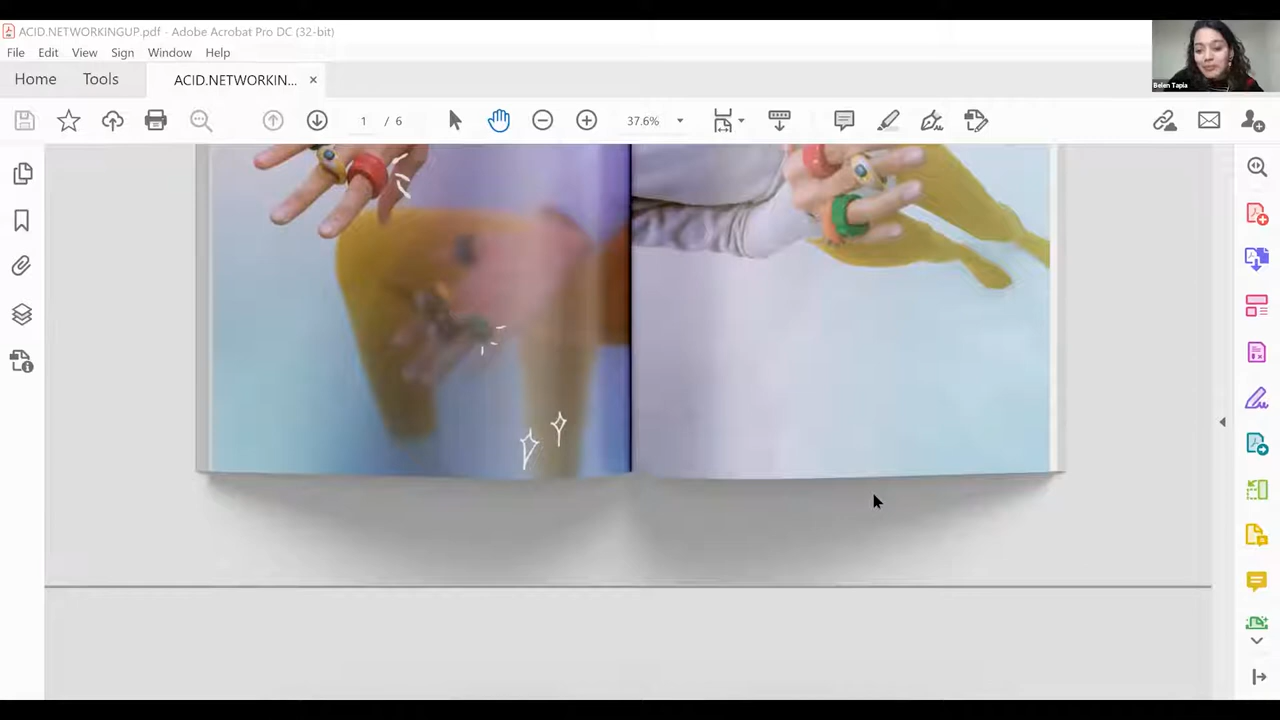 ACID.NETWORKINGUP.pdf - Adobe Acrobat Pro DC (32-bit)
File Edit View Window Help
Home Tools ACID.NETWORKIN... ×
1 / 6 37.6%
Belen Tapia